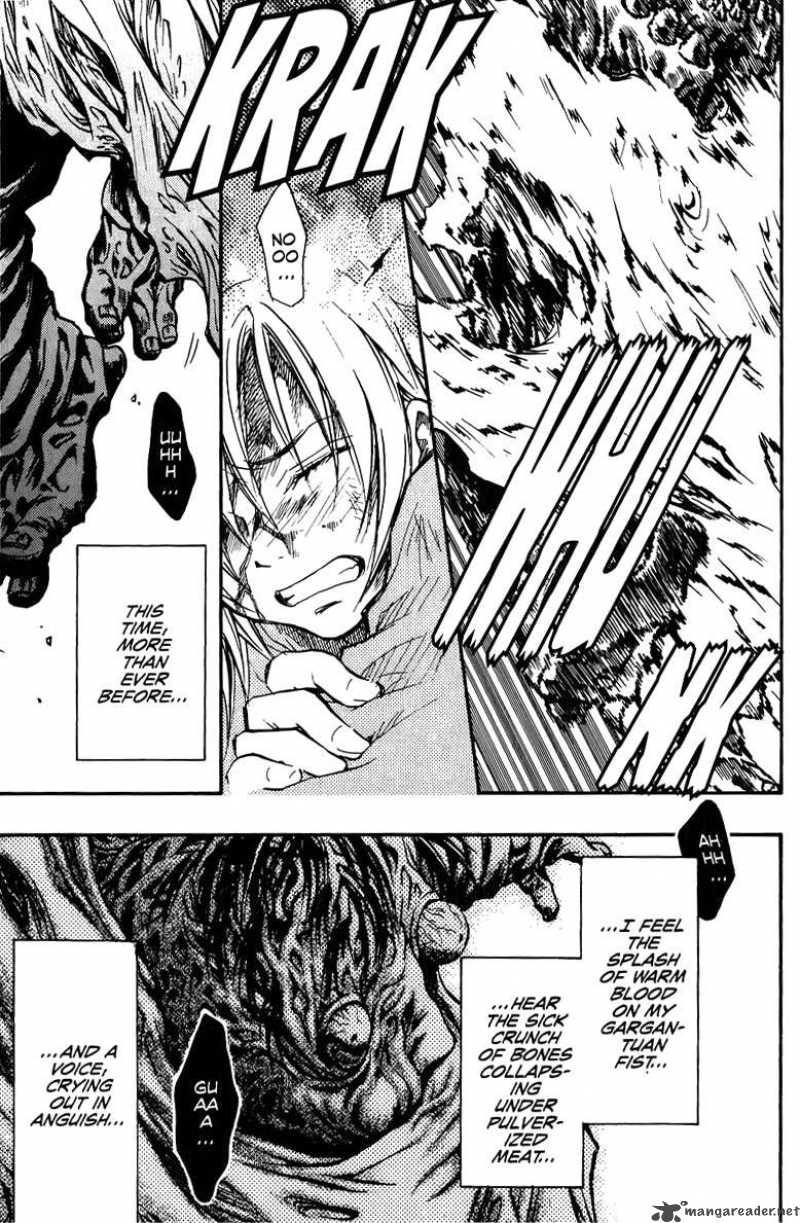 KRAK
WHU
NK
NO
OO
...
UU
HH
H
...
THIS
TIME,
MORE
THAN
EVER
BEFORE...
AH
HH
...
...I FEEL
THE
SPLASH
OF WARM
BLOOD
ON MY
GARGAN-
TUAN
FIST...
...HEAR
THE SICK
CRUNCH
OF BONES
COLLAPS-
ING
UNDER
PULVER-
IZED
MEAT...
GU
AA
A
...
...AND A
VOICE,
CRYING
OUT IN
ANGUISH...
mangareader.net